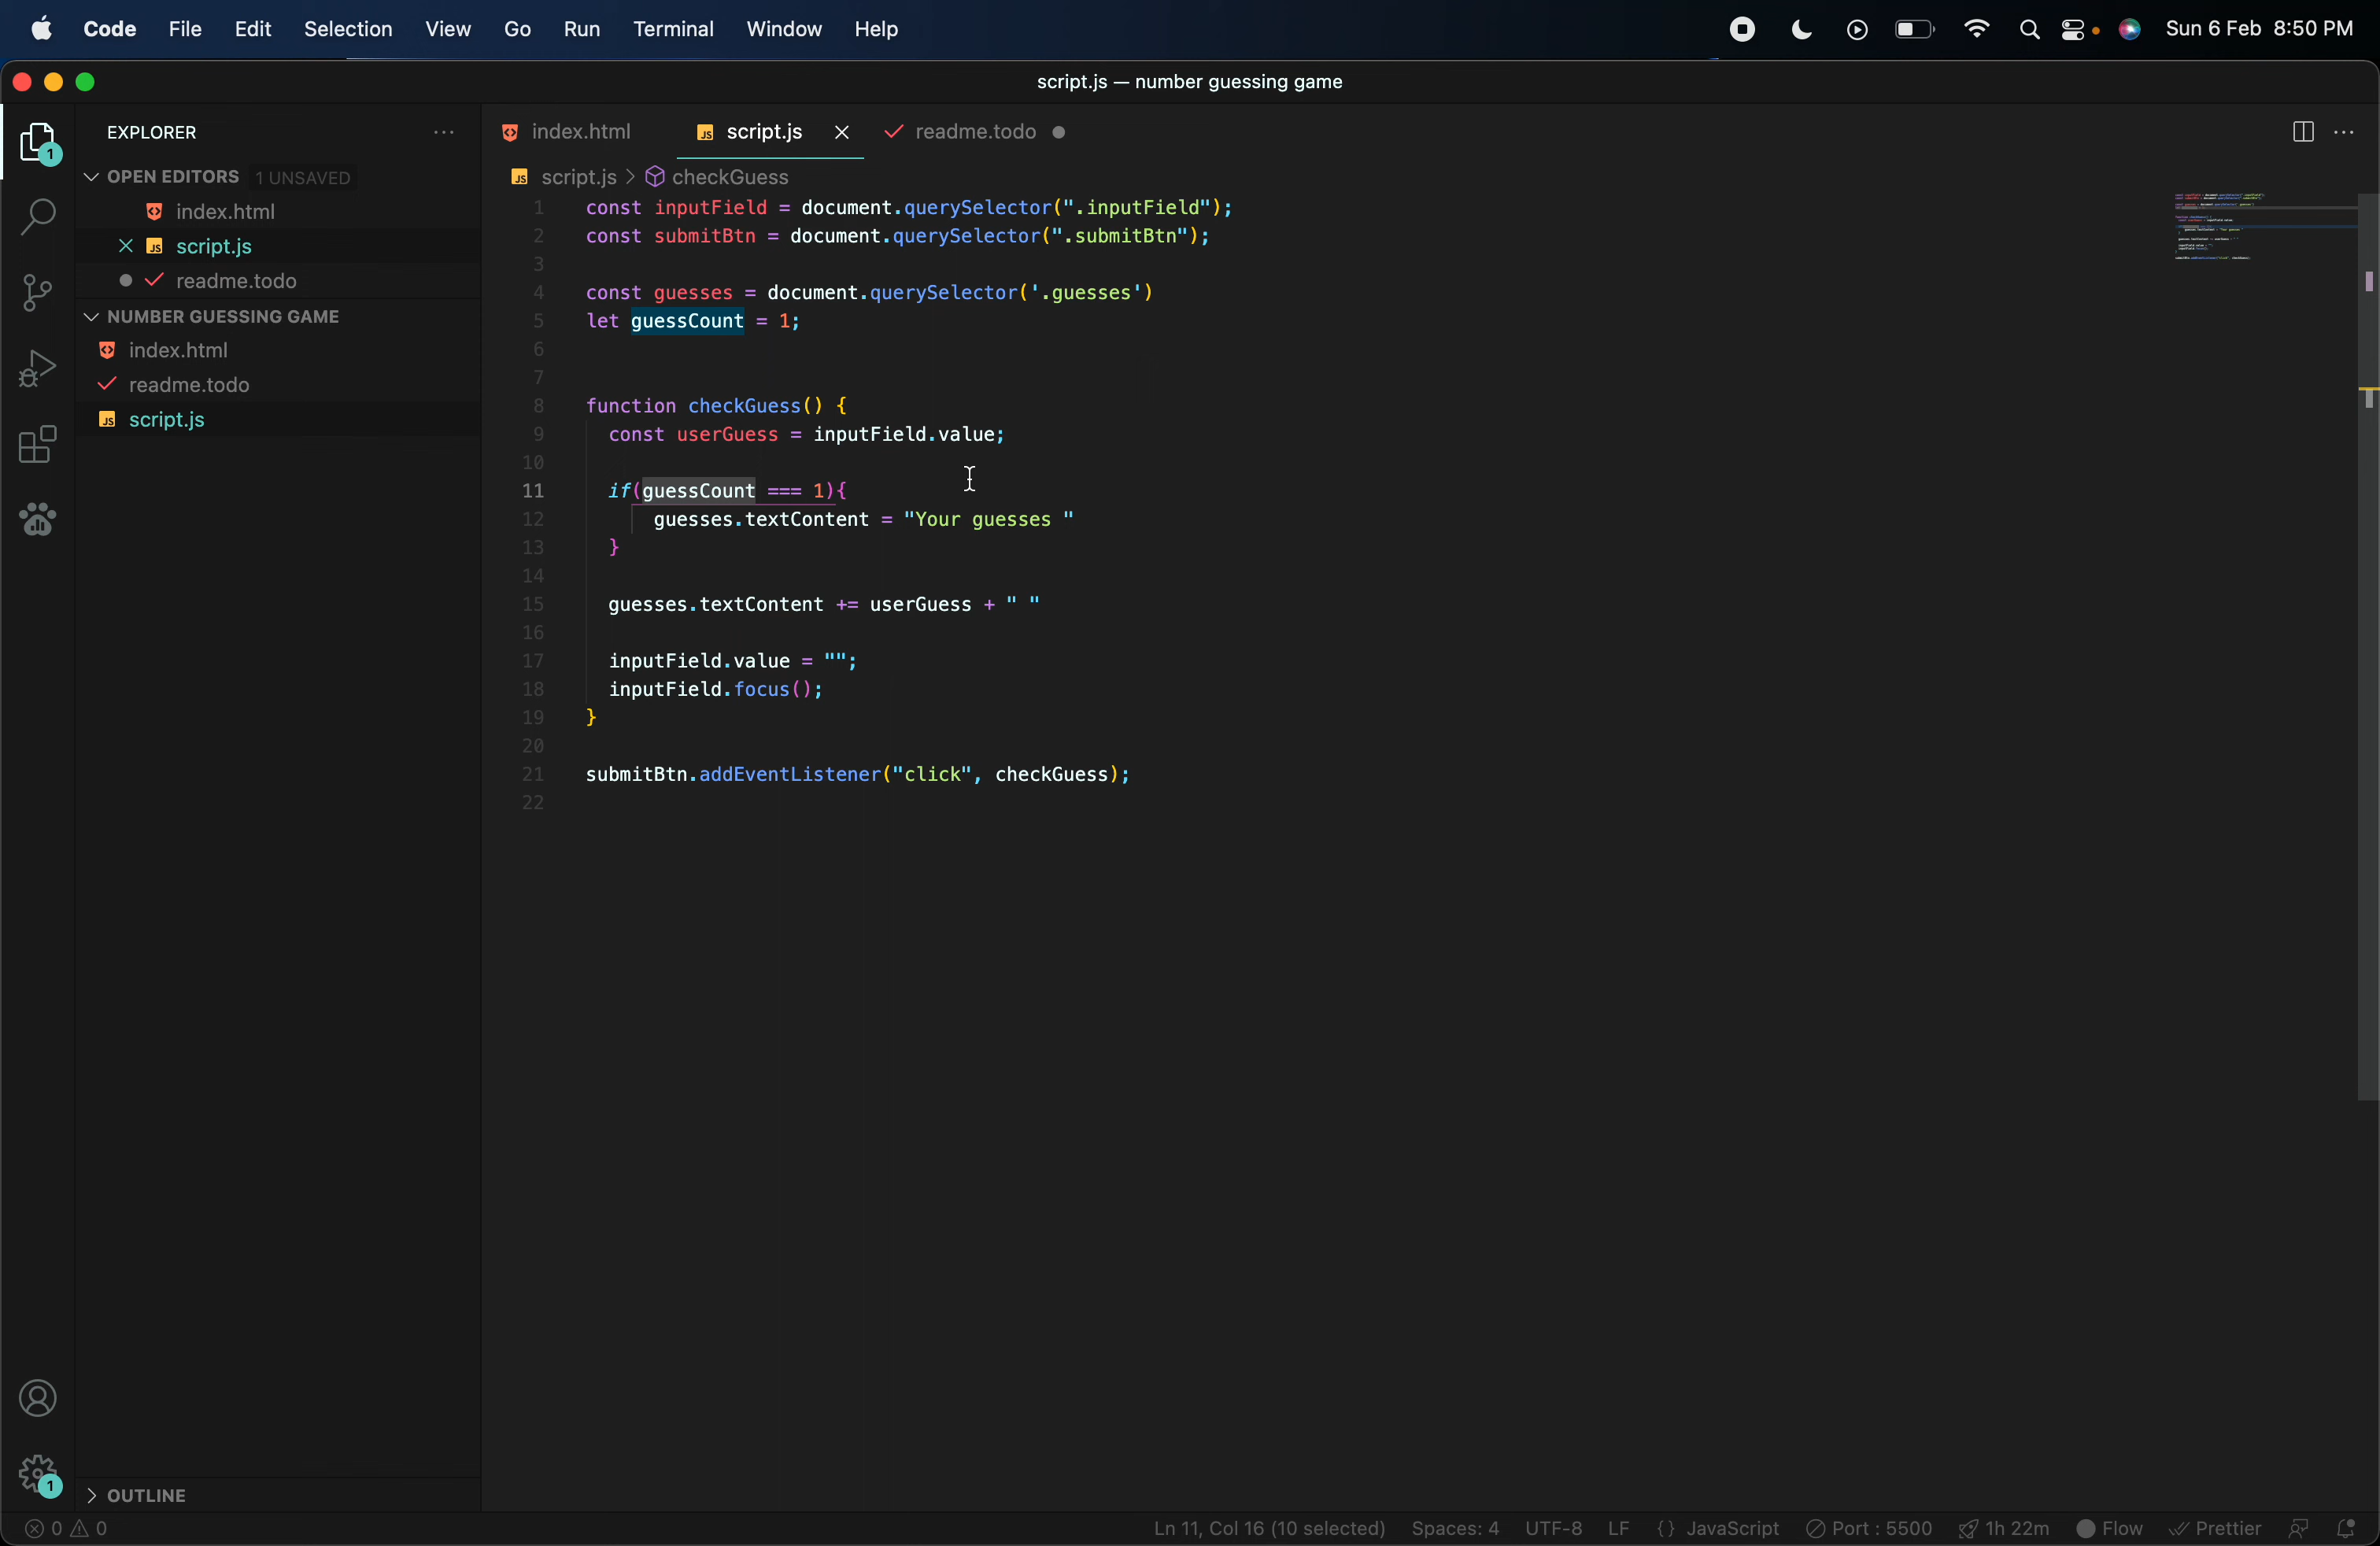 Code File Edit Selection View Go Run Terminal Window Help Sun 6 Feb 8:50 PM
script.js — number guessing game
EXPLORER
OPEN EDITORS 1 UNSAVED
index.html
script.js
readme.todo
NUMBER GUESSING GAME
index.html
readme.todo
script.js
OUTLINE
1
1
index.html script.js readme.todo
script.js > checkGuess
1 const inputField = document.querySelector(".inputField");
2 const submitBtn = document.querySelector(".submitBtn");
3
4 const guesses = document.querySelector('.guesses')
5 let guessCount = 1;
6
7
8 function checkGuess() {
9 const userGuess = inputField.value;
10
11 if(guessCount === 1){
12 guesses.textContent = "Your guesses "
13 }
14
15 guesses.textContent += userGuess + " "
16
17 inputField.value = "";
18 inputField.focus();
19 }
20
21 submitBtn.addEventListener("click", checkGuess);
22
0 0 Ln 11, Col 16 (10 selected) Spaces: 4 UTF-8 LF {} JavaScript Port : 5500 1h 22m Flow Prettier